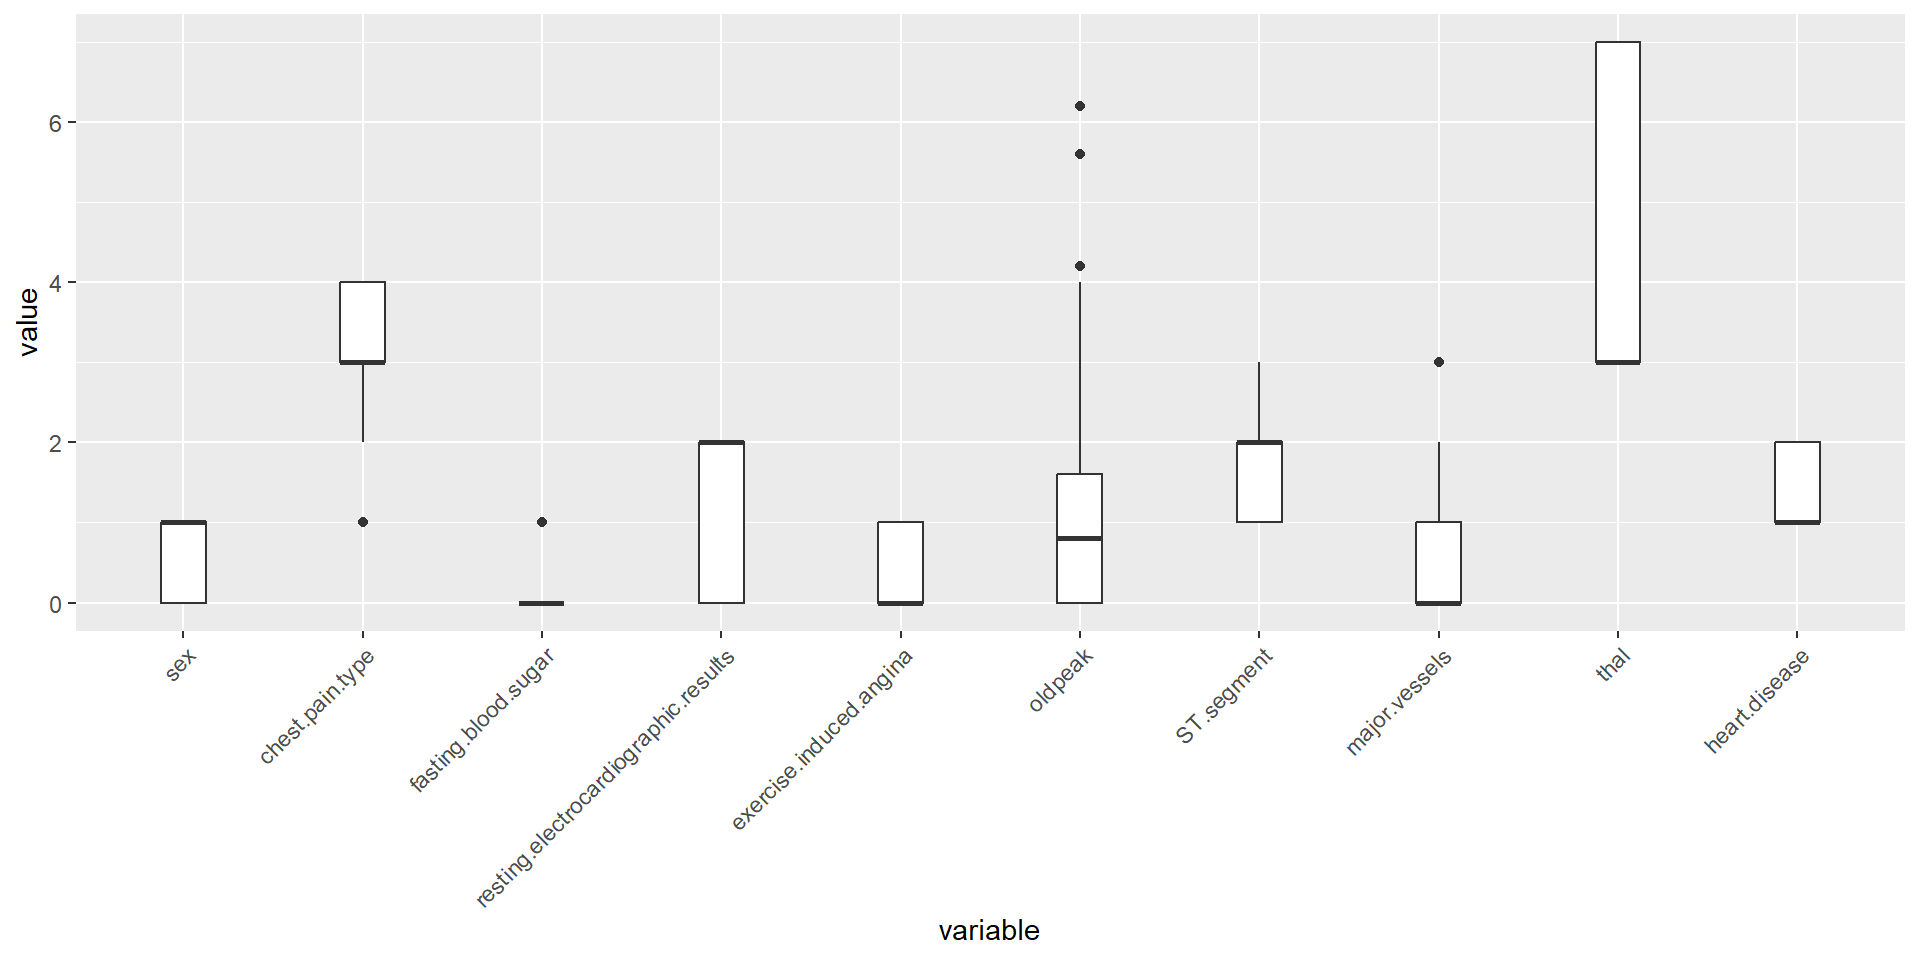 value
6
4
2
0
sex
chest.pain.type
fasting.blood.sugar
resting.electrocardiographic.results
exercise.induced.angina
oldpeak
ST.segment
major.vessels
thal
heart.disease
variable